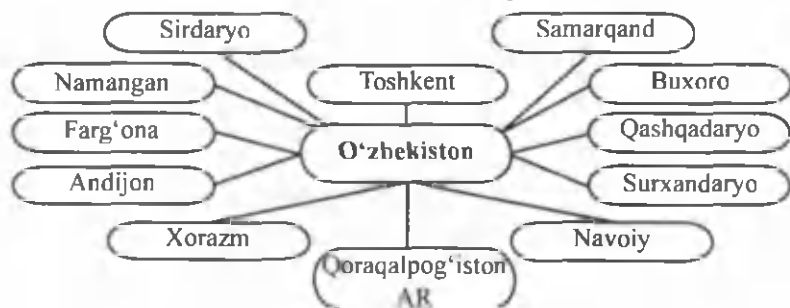 Sirdaryo
Samarqand
Namangan
Toshkent
Buxoro
Farg‘ona
O‘zbekiston
Qashqadaryo
Andijon
Surxandaryo
Xorazm
Qoraqalpog‘iston
AR
Navoiy